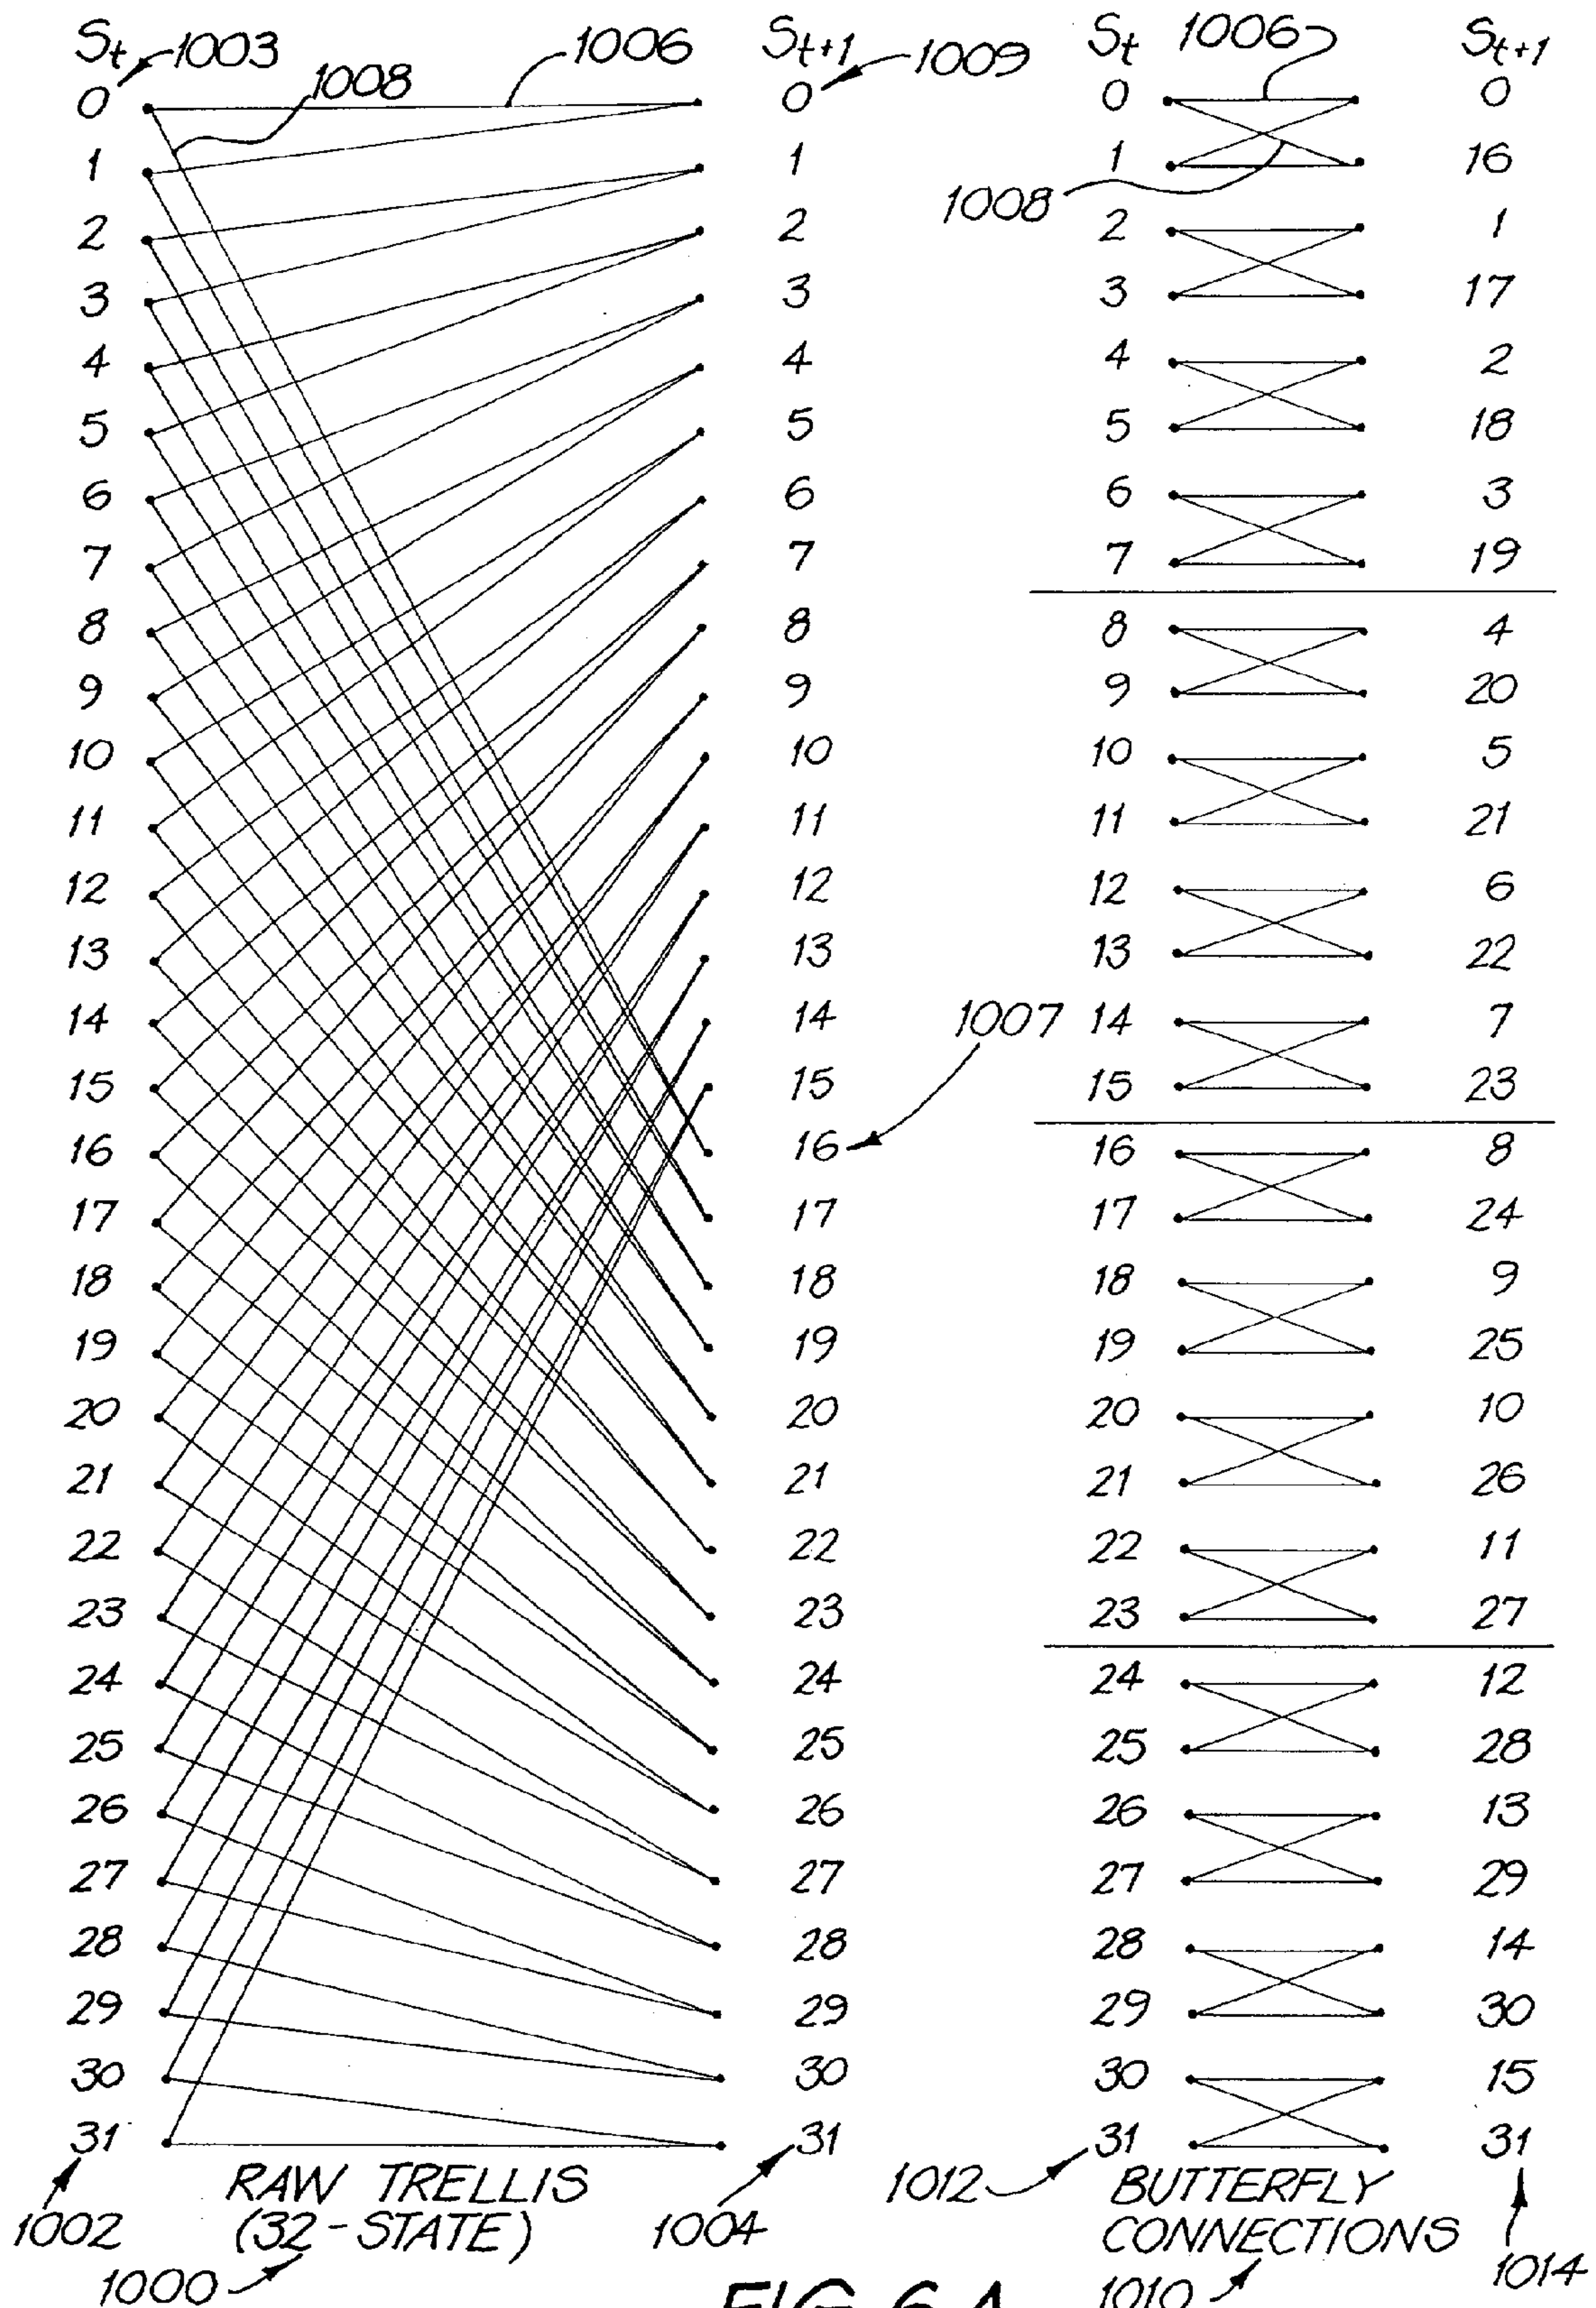 St 1003 1006 St+1 1009 St 1006 St+1
1008
0 0 0 0
1 1 1 16
1008
2 2 2 1
3 3 3 17
4 4 4 2
5 5 5 18
6 6 6 3
7 7 7 19
8 8 8 4
9 9 9 20
10 10 10 5
11 11 11 21
12 12 12 6
13 13 13 22
14 14 1007 14 7
15 15 15 23
16 16 16 8
17 17 17 24
18 18 18 9
19 19 19 25
20 20 20 10
21 21 21 26
22 22 22 11
23 23 23 27
24 24 24 12
25 25 25 28
26 26 26 13
27 27 27 29
28 28 28 14
29 29 29 30
30 30 30 15
31 31 31 31
1002 RAW TRELLIS 1004 1012 BUTTERFLY 1014
(32-STATE) CONNECTIONS
1000 1010
FIG. 6A